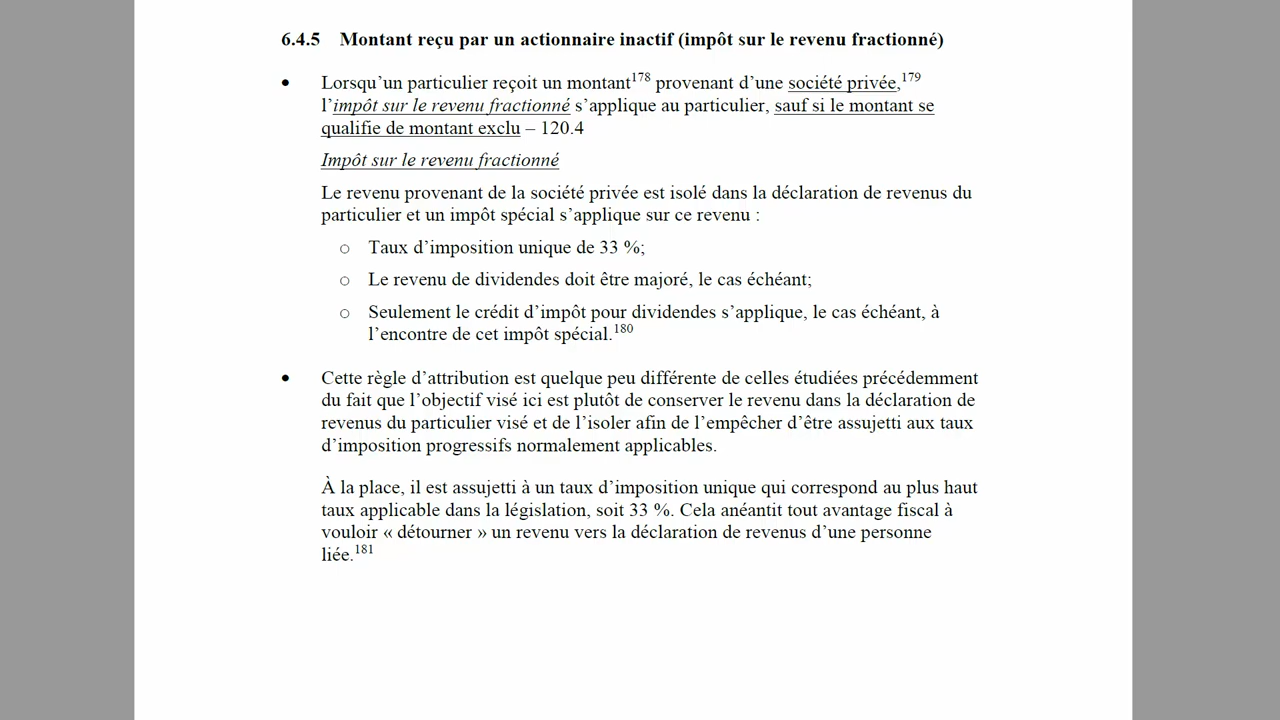 6.4.5 Montant reçu par un actionnaire inactif (impôt sur le revenu fractionné)
• Lorsqu’un particulier reçoit un montant178 provenant d’une société privée,179
l’impôt sur le revenu fractionné s’applique au particulier, sauf si le montant se
qualifie de montant exclu – 120.4
Impôt sur le revenu fractionné
Le revenu provenant de la société privée est isolé dans la déclaration de revenus du
particulier et un impôt spécial s’applique sur ce revenu :
o Taux d’imposition unique de 33 %;
o Le revenu de dividendes doit être majoré, le cas échéant;
o Seulement le crédit d’impôt pour dividendes s’applique, le cas échéant, à
l’encontre de cet impôt spécial.180
• Cette règle d’attribution est quelque peu différente de celles étudiées précédemment
du fait que l’objectif visé ici est plutôt de conserver le revenu dans la déclaration de
revenus du particulier visé et de l’isoler afin de l’empêcher d’être assujetti aux taux
d’imposition progressifs normalement applicables.
À la place, il est assujetti à un taux d’imposition unique qui correspond au plus haut
taux applicable dans la législation, soit 33 %. Cela anéantit tout avantage fiscal à
vouloir « détourner » un revenu vers la déclaration de revenus d’une personne
liée.181